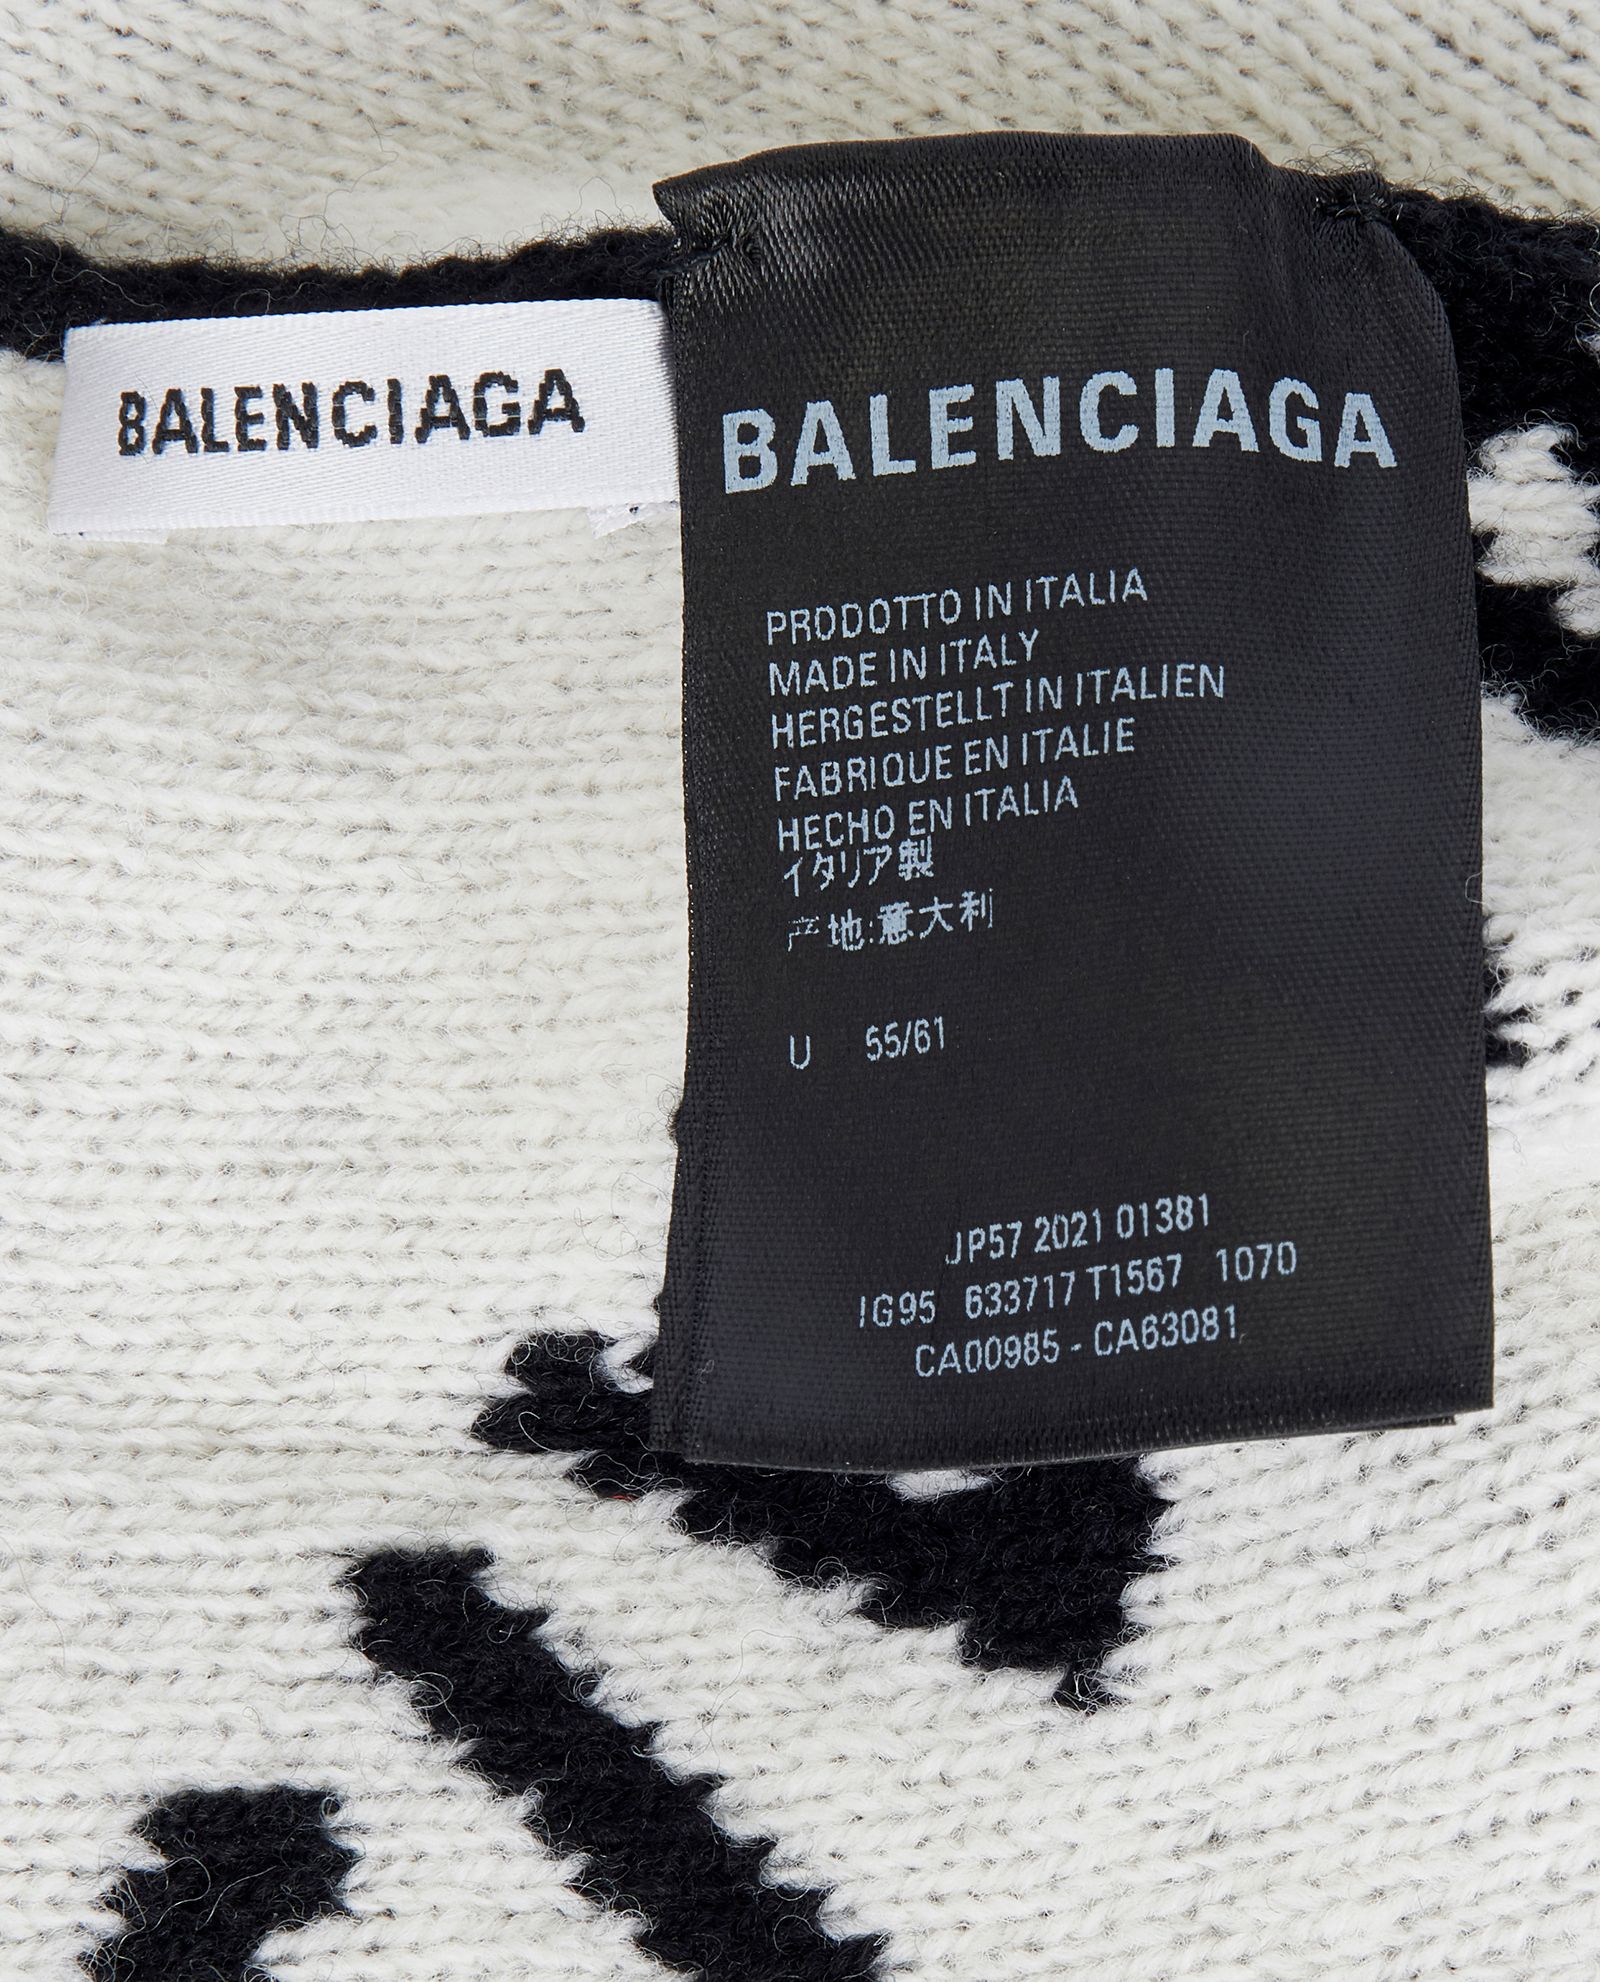 BALENCIAGA
BALENCIAGA
PRODOTTO IN ITALIA
MADE IN ITALY
HERGESTELLT IN ITALIEN
FABRIQUE EN ITALIE
HECHO EN ITALIA
イタリア製
产地:意大利
U 55/61
JP57 2021 01381
IG95 633717 T1567 1070
CA00985 - CA63081